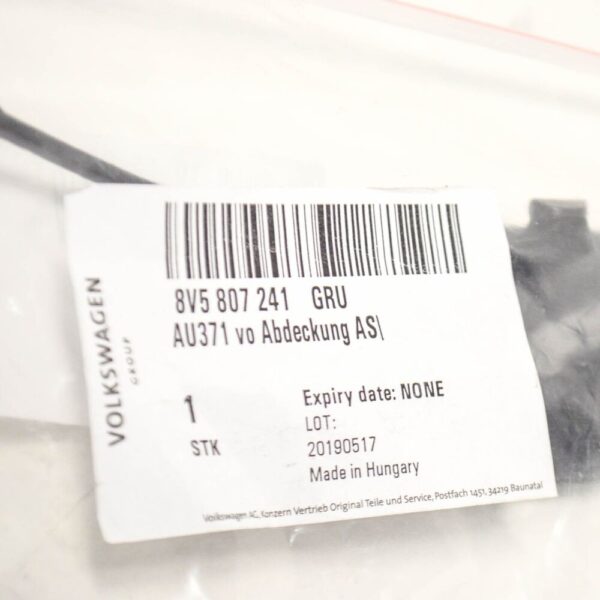 8V5 807 241 GRU
AU371 vo Abdeckung AS\
VOLKSWAGEN
GROUP
1
STK
Expiry date: NONE
LOT:
20190517
Made in Hungary
Volkswagen AG, Konzern Vertrieb Original Teile und Service, Postfach 1451, 34219 Baunatal